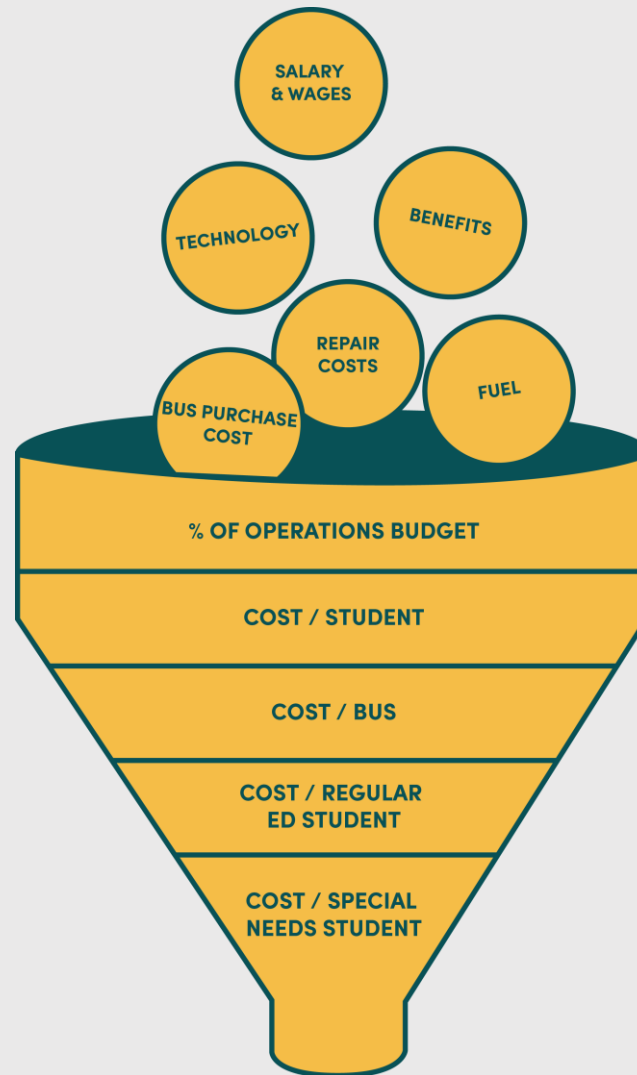 SALARY
& WAGES
TECHNOLOGY
BENEFITS
REPAIR
COSTS
BUS PURCHASE
COST
FUEL
% OF OPERATIONS BUDGET
COST / STUDENT
COST / BUS
COST / REGULAR
ED STUDENT
COST / SPECIAL
NEEDS STUDENT